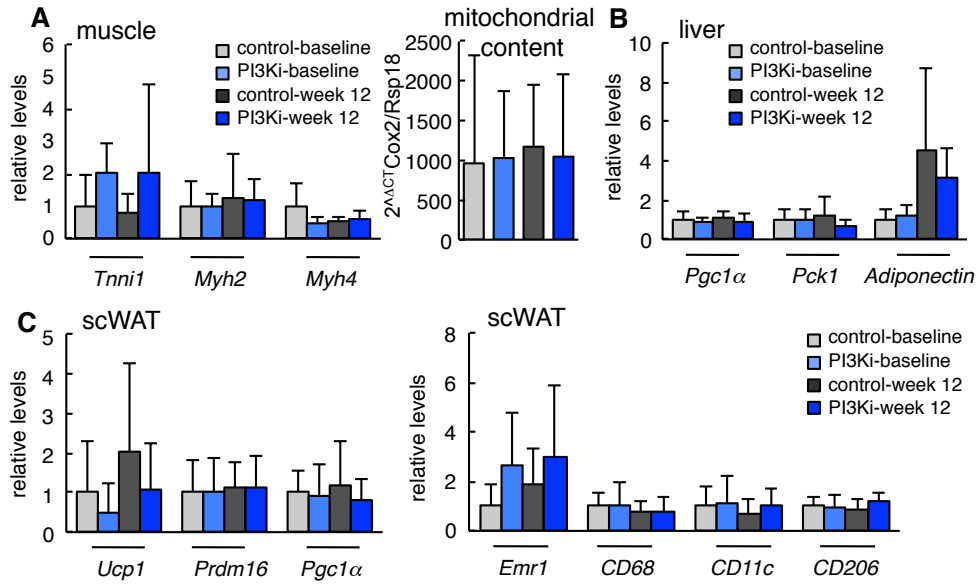 A
muscle
relative levels
6
5
4
3
2
1
0
control-baseline
PI3Ki-baseline
control-week 12
PI3Ki-week 12
Tnni1
Myh2
Myh4
mitochondrial
content
2^ΔΔCTCox2/Rsp18
2500
2000
1500
1000
500
0
B
liver
relative levels
10
8
6
4
2
0
control-baseline
PI3Ki-baseline
control-week 12
PI3Ki-week 12
Pgc1α
Pck1
Adiponectin
C
scWAT
relative levels
5
4
3
2
1
0
Ucp1
Prdm16
Pgc1α
scWAT
relative levels
8
6
4
2
0
control-baseline
PI3Ki-baseline
control-week 12
PI3Ki-week 12
Emr1
CD68
CD11c
CD206